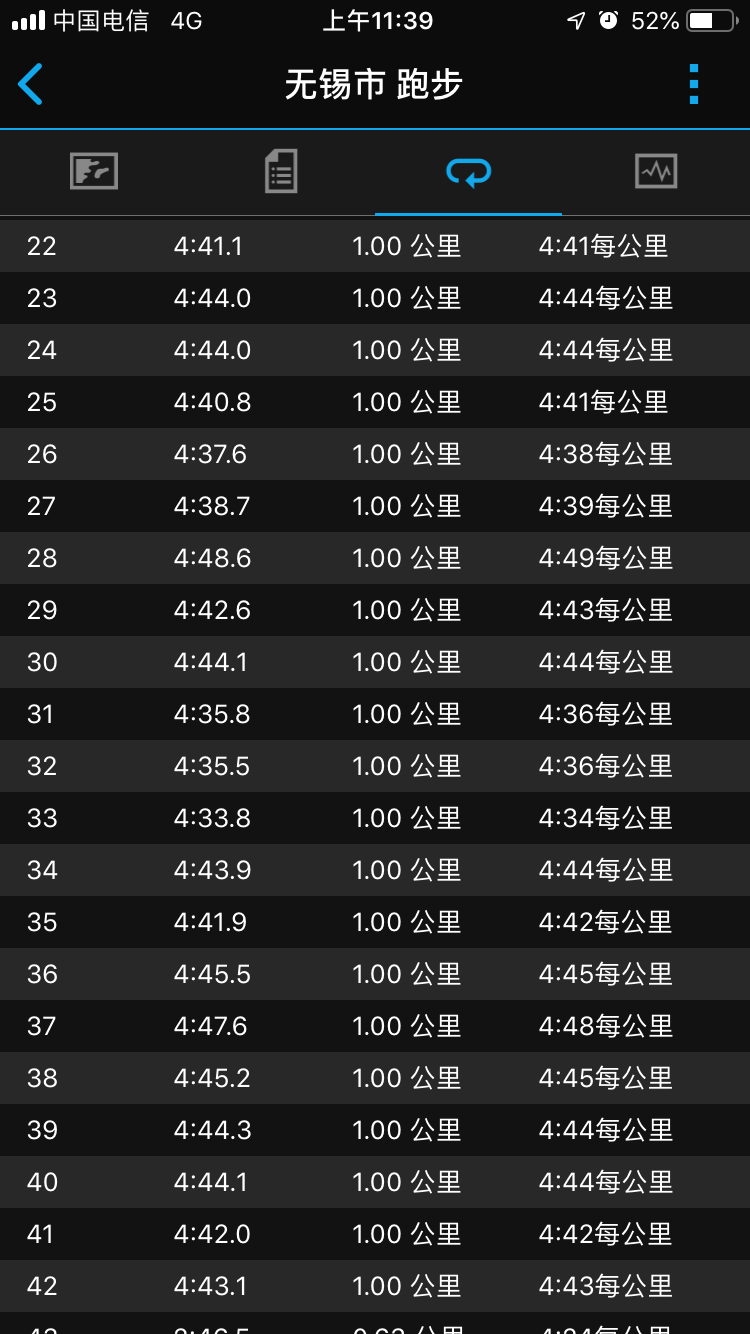 中国电信 4G 上午11:39 52%
无锡市 跑步
22 4:41.1 1.00 公里 4:41每公里
23 4:44.0 1.00 公里 4:44每公里
24 4:44.0 1.00 公里 4:44每公里
25 4:40.8 1.00 公里 4:41每公里
26 4:37.6 1.00 公里 4:38每公里
27 4:38.7 1.00 公里 4:39每公里
28 4:48.6 1.00 公里 4:49每公里
29 4:42.6 1.00 公里 4:43每公里
30 4:44.1 1.00 公里 4:44每公里
31 4:35.8 1.00 公里 4:36每公里
32 4:35.5 1.00 公里 4:36每公里
33 4:33.8 1.00 公里 4:34每公里
34 4:43.9 1.00 公里 4:44每公里
35 4:41.9 1.00 公里 4:42每公里
36 4:45.5 1.00 公里 4:45每公里
37 4:47.6 1.00 公里 4:48每公里
38 4:45.2 1.00 公里 4:45每公里
39 4:44.3 1.00 公里 4:44每公里
40 4:44.1 1.00 公里 4:44每公里
41 4:42.0 1.00 公里 4:42每公里
42 4:43.1 1.00 公里 4:43每公里